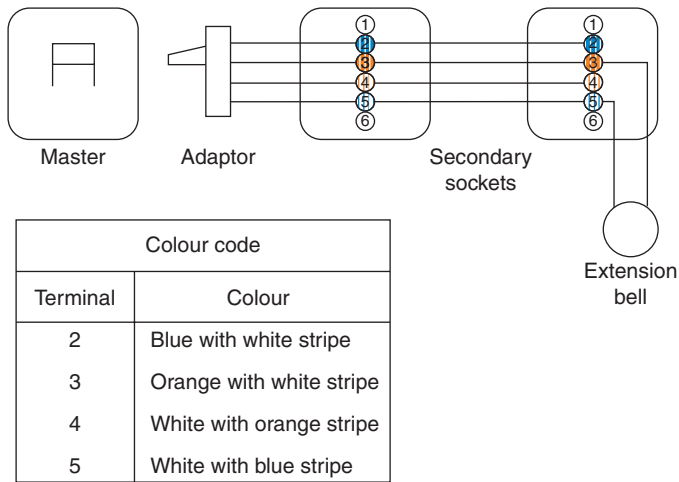 1 1
2 2
3 3
4 4
5 5
6 6
Master Adaptor Secondary
sockets
Extension
bell
Colour code
Terminal Colour
2 Blue with white stripe
3 Orange with white stripe
4 White with orange stripe
5 White with blue stripe